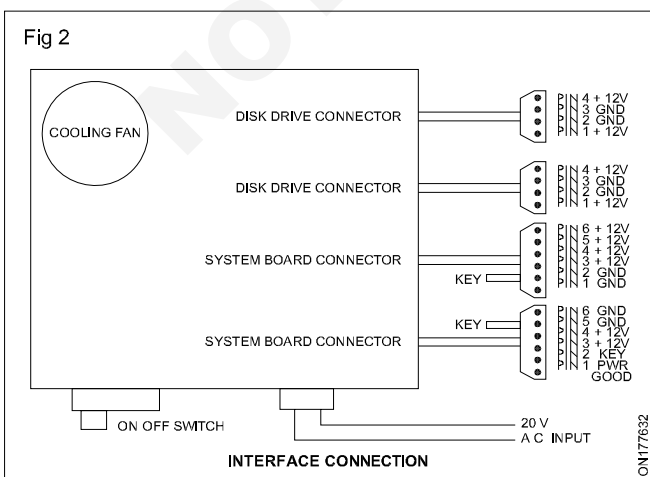 Fig 2
COOLING FAN
DISK DRIVE CONNECTOR
PIN 4 + 12V
PIN 3 GND
PIN 2 GND
PIN 1 + 12V
DISK DRIVE CONNECTOR
PIN 4 + 12V
PIN 3 GND
PIN 2 GND
PIN 1 + 12V
SYSTEM BOARD CONNECTOR
KEY
PIN 6 + 12V
PIN 5 + 12V
PIN 4 + 12V
PIN 3 + 12V
PIN 2 GND
PIN 1 GND
SYSTEM BOARD CONNECTOR
KEY
PIN 6 GND
PIN 5 GND
PIN 4 + 12V
PIN 3 + 12V
PIN 2 KEY
PIN 1 PWR
GOOD
ON OFF SWITCH
20 V
A C INPUT
INTERFACE CONNECTION
ON177632